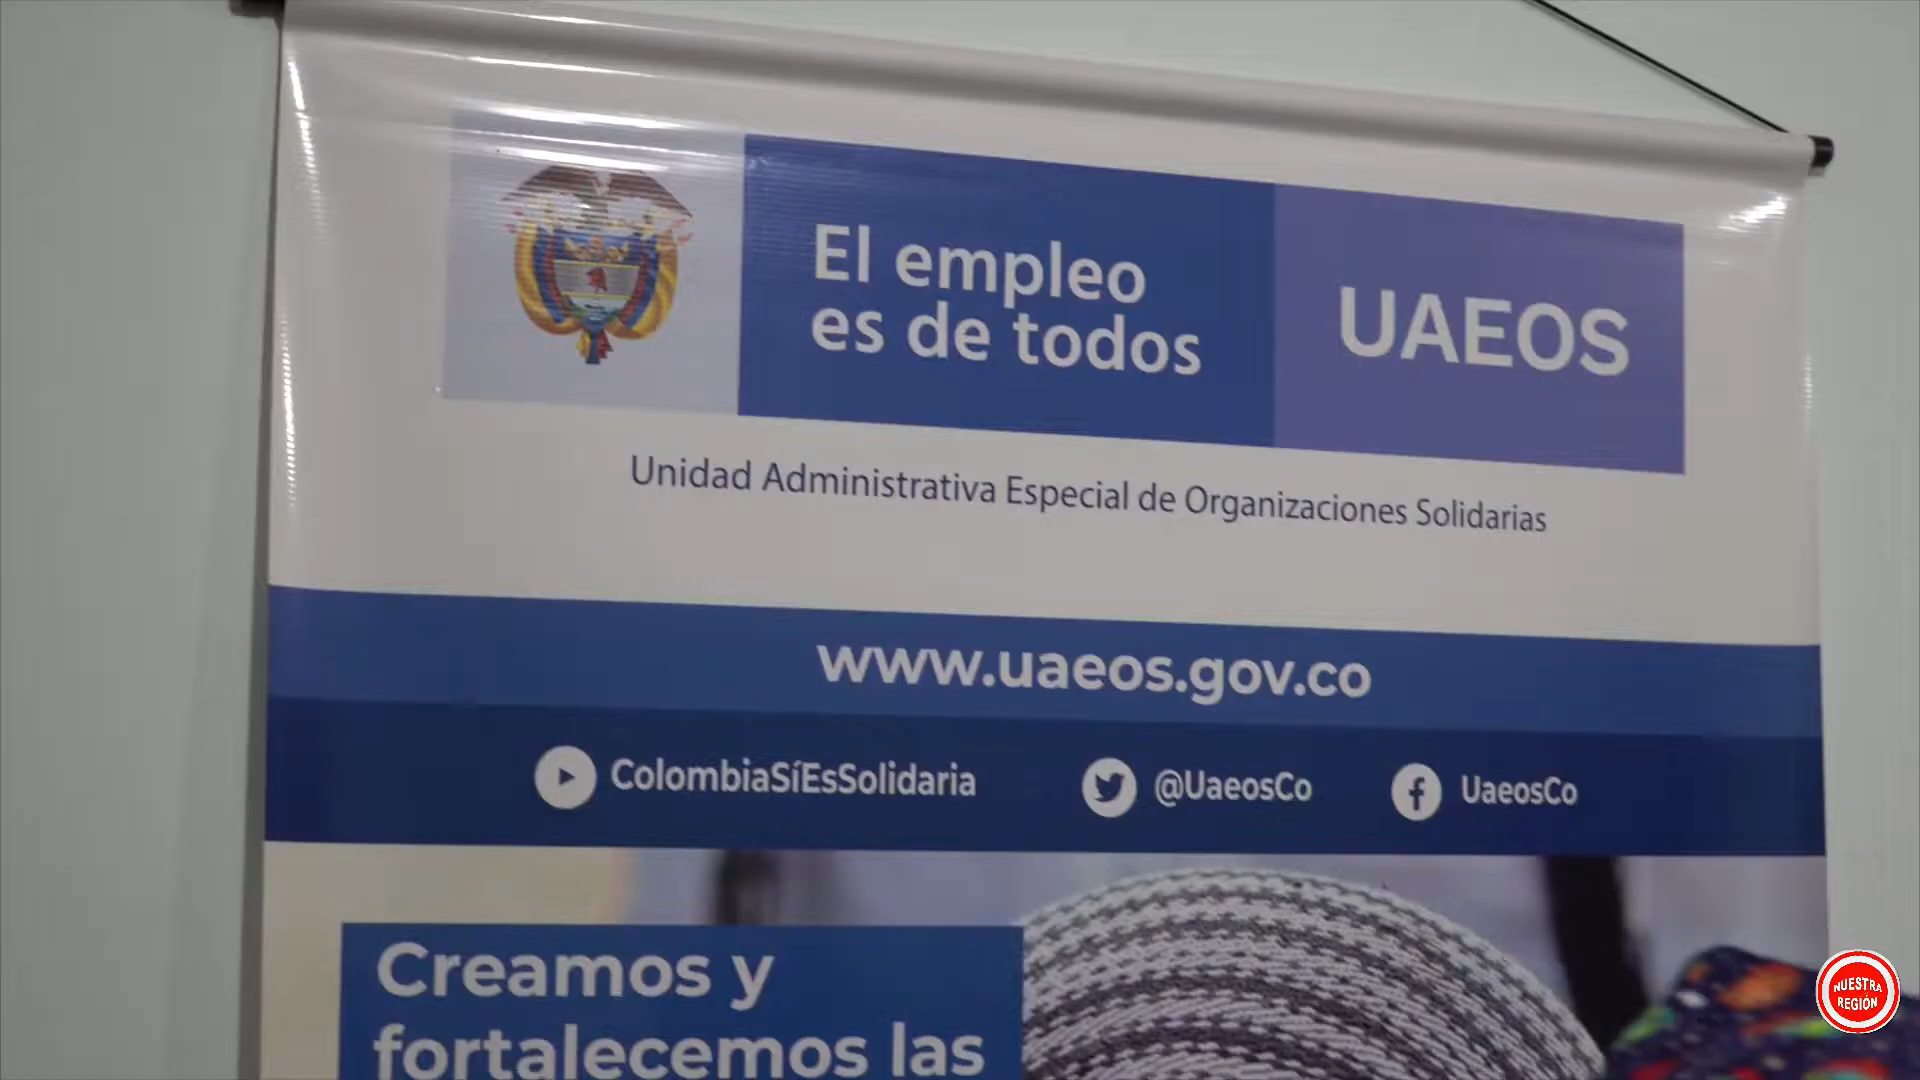 El empleo
es de todos
UAEOS
Unidad Administrativa Especial de Organizaciones Solidarias
www.uaeos.gov.co
ColombiaSíEsSolidaria
@UaeosCo
UaeosCo
Creamos y
fortalecemos las
NUESTRA
REGIÓN